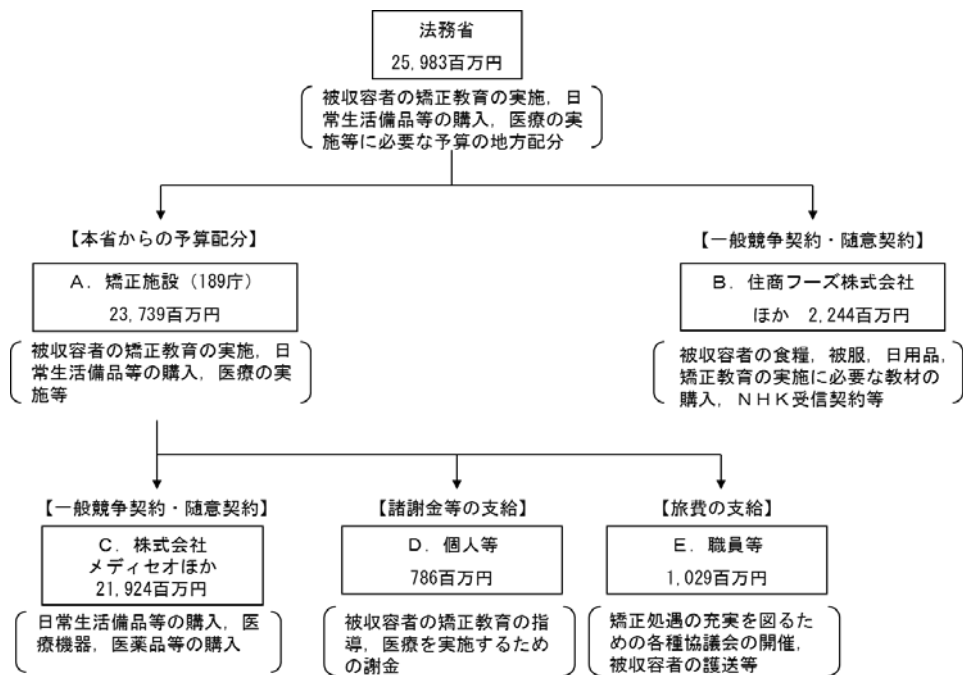 法務省
25,983百万円
被収容者の矯正教育の実施,日
常生活備品等の購入,医療の実
施等に必要な予算の地方配分
【本省からの予算配分】
A.矯正施設(189庁)
23,739百万円
被収容者の矯正教育の実施,日
常生活備品等の購入,医療の実
施等
【一般競争契約・随意契約】
B.住商フーズ株式会社
ほか 2,244百万円
被収容者の食糧,被服,日用品,
矯正教育の実施に必要な教材の
購入,NHK受信契約等
【一般競争契約・随意契約】
C.株式会社
メディセオほか
21,924百万円
日常生活備品等の購入,医
療機器,医薬品等の購入
【諸謝金等の支給】
D.個人等
786百万円
被収容者の矯正教育の指
導,医療を実施するため
の謝金
【旅費の支給】
E.職員等
1,029百万円
矯正処遇の充実を図るた
めの各種協議会の開催,
被収容者の護送等